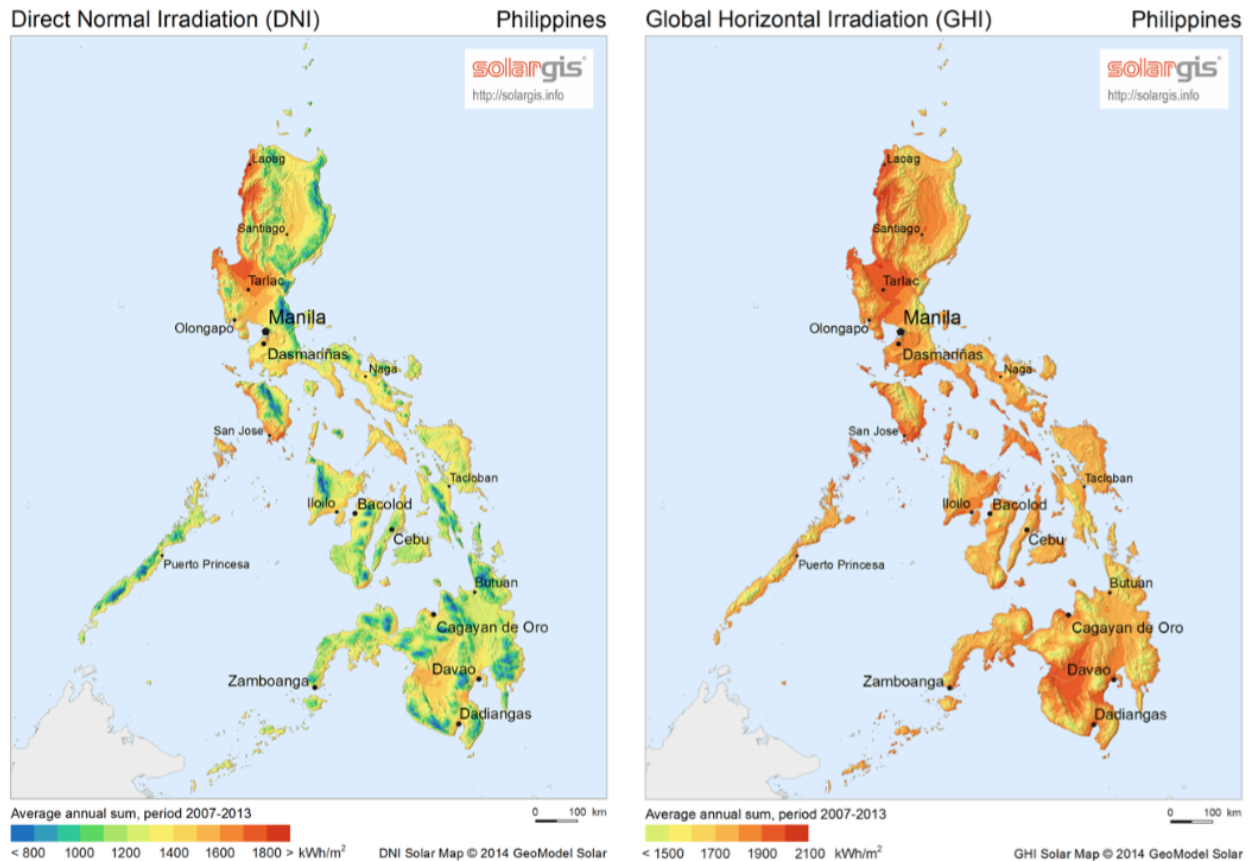 Direct Normal Irradiation (DNI) Philippines
solargis
http://solargis.info
Laoag
Santiago
Tarlac
Manila
Olongapo
Dasmariñas
Naga
San Jose
Tacloban
Iloilo
Bacolod
Cebu
Puerto Princesa
Butuan
Cagayan de Oro
Davao
Zamboanga
Dadiangas
Average annual sum, period 2007-2013
0 100 km
< 800 1000 1200 1400 1600 1800 > kWh/m²
DNI Solar Map © 2014 GeoModel Solar
Global Horizontal Irradiation (GHI) Philippines
solargis
http://solargis.info
Laoag
Santiago
Tarlac
Manila
Olongapo
Dasmariñas
Naga
San Jose
Tacloban
Iloilo
Bacolod
Cebu
Puerto Princesa
Butuan
Cagayan de Oro
Davao
Zamboanga
Dadiangas
Average annual sum, period 2007-2013
0 100 km
< 1500 1700 1900 2100 kWh/m²
GHI Solar Map © 2014 GeoModel Solar